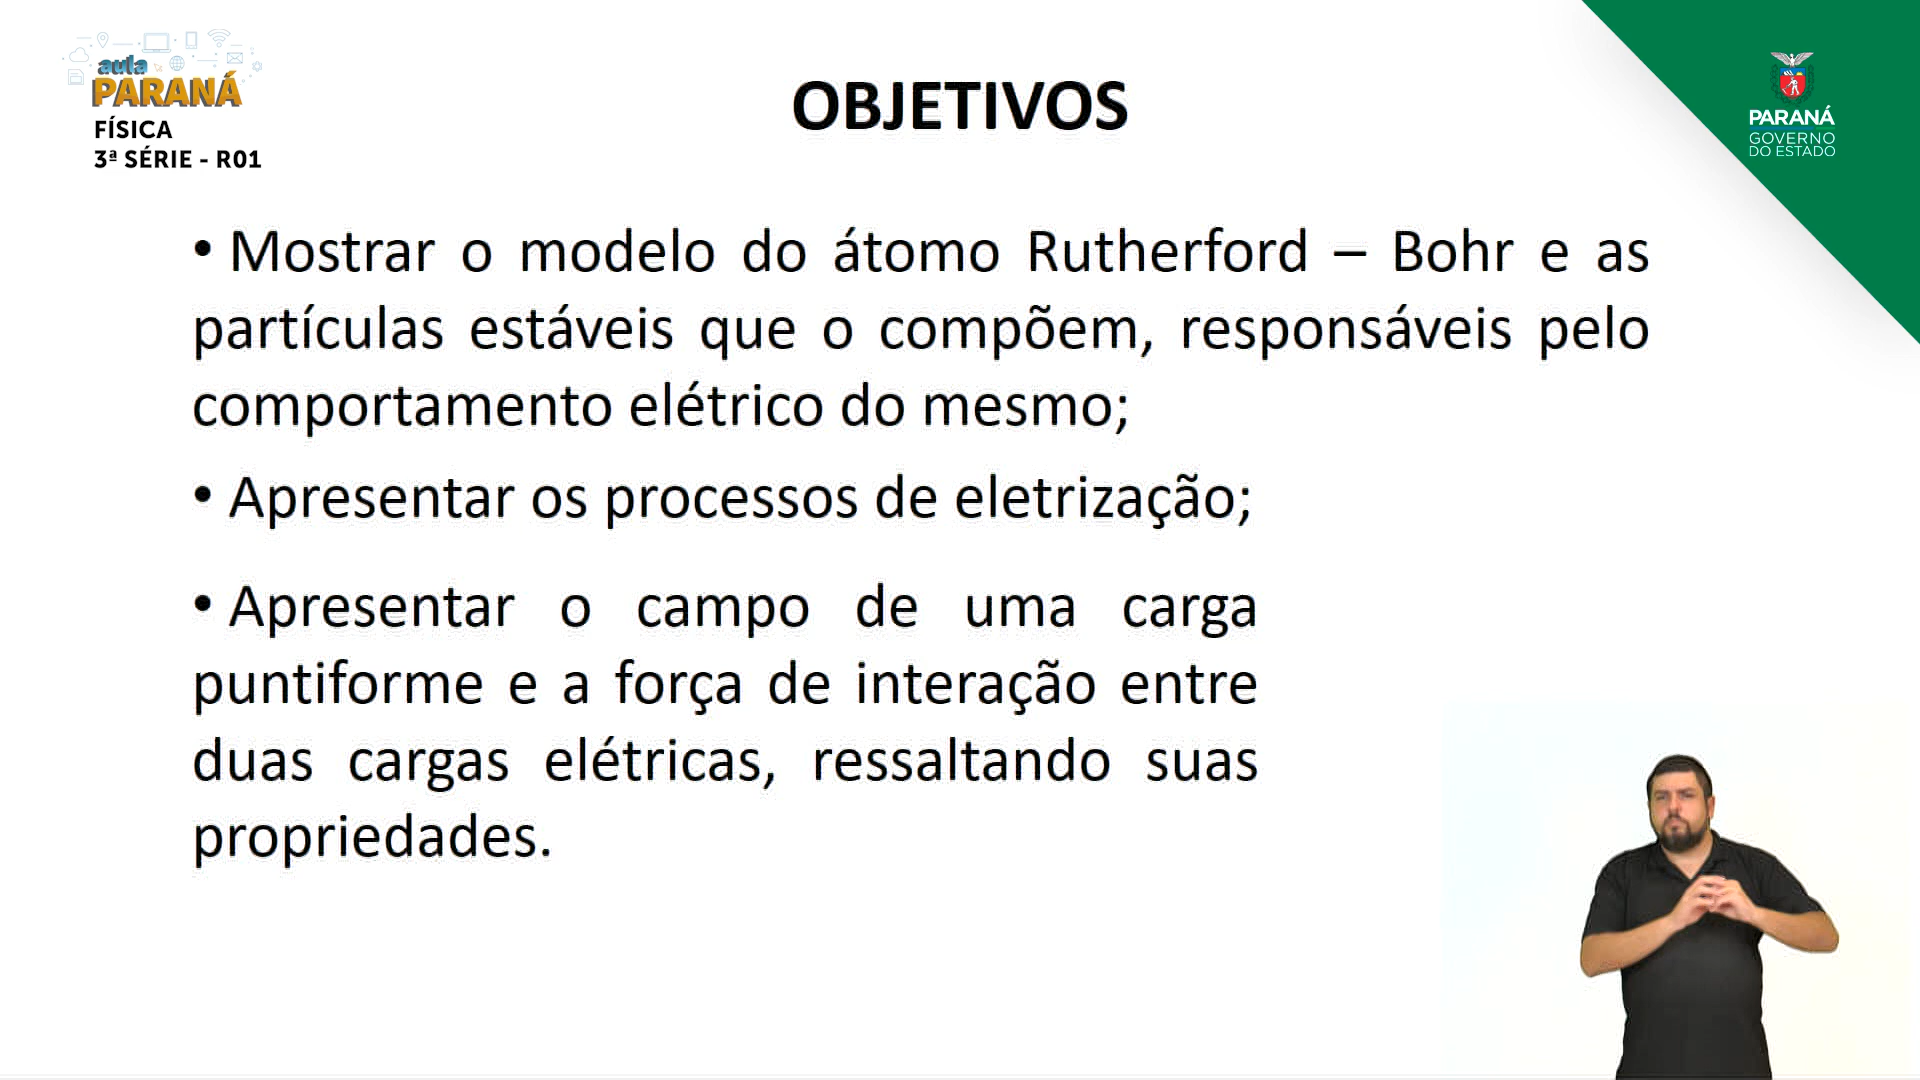 aula
PARANÁ
FÍSICA
3ª SÉRIE - R01
OBJETIVOS
PARANÁ
GOVERNO
DO ESTADO
• Mostrar o modelo do átomo Rutherford – Bohr e as
partículas estáveis que o compõem, responsáveis pelo
comportamento elétrico do mesmo;
• Apresentar os processos de eletrização;
• Apresentar o campo de uma carga
puntiforme e a força de interação entre
duas cargas elétricas, ressaltando suas
propriedades.